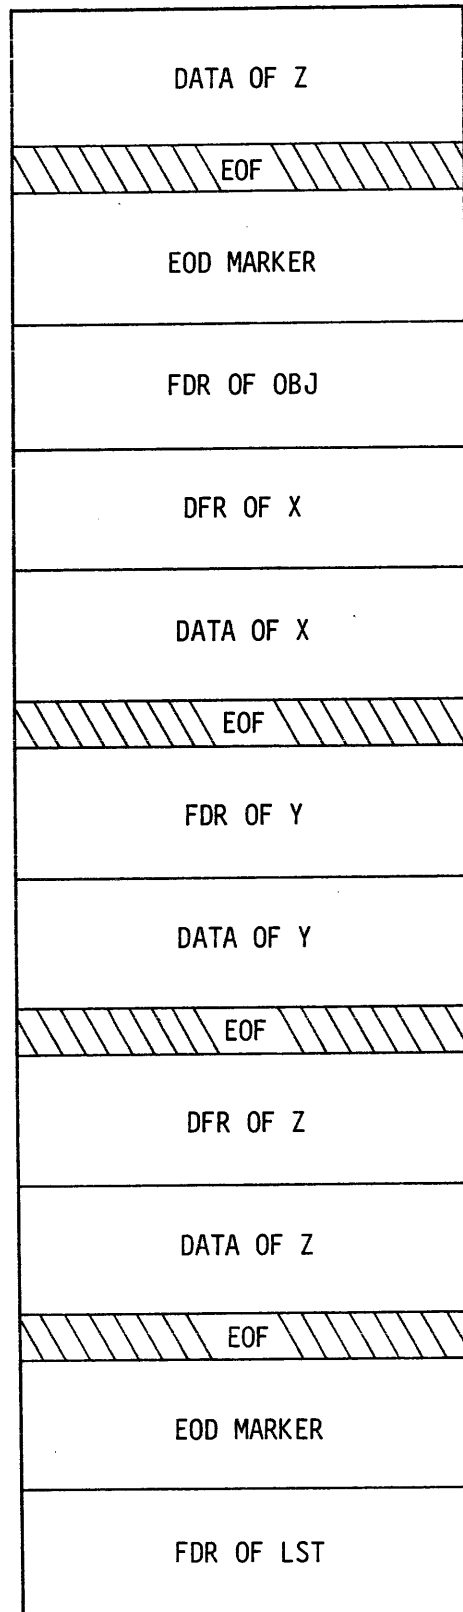 DATA OF Z
EOF
EOD MARKER
FDR OF OBJ
DFR OF X
DATA OF X
EOF
FDR OF Y
DATA OF Y
EOF
DFR OF Z
DATA OF Z
EOF
EOD MARKER
FDR OF LST